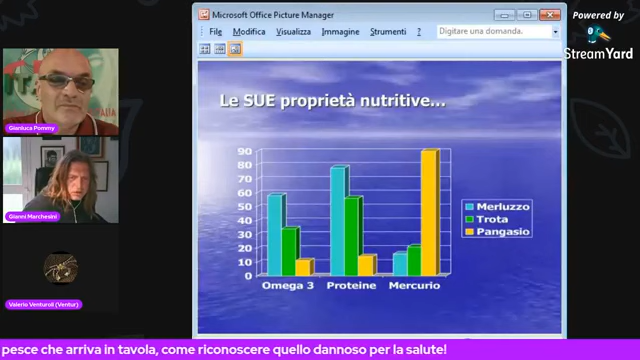 Microsoft Office Picture Manager
File Modifica Visualizza Immagine Strumenti ? Digitare una domanda.
Powered by
StreamYard
Gianluca Pommy
Gianni Marchesini
Valerio Venturoli (Ventur)
Le SUE proprietà nutritive...
90
80
70
60
50
40
30
20
10
0
Omega 3 Proteine Mercurio
Merluzzo
Trota
Pangasio
pesce che arriva in tavola, come riconoscere quello dannoso per la salute!